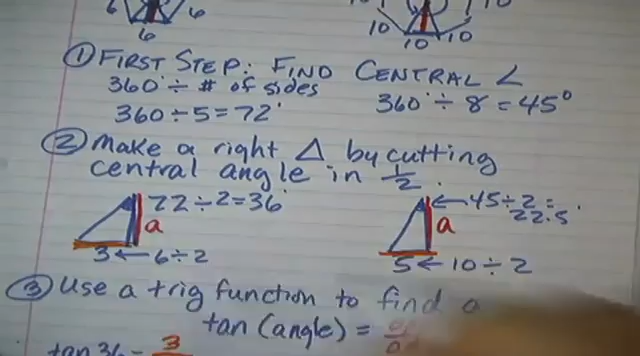 6 6 10 10
6 10 10
① FIRST STEP: FIND CENTRAL ∠
360° ÷ # of sides
360 ÷ 5 = 72° 360° ÷ 8 = 45°
② Make a right △ by cutting
central angle in 1/2.
72 ÷ 2 = 36° ← 45 ÷ 2 =
22.5°
a a
3 ← 6 ÷ 2 5 ← 10 ÷ 2
③ Use a trig function to find a
tan (angle) =
tan 36 = 3